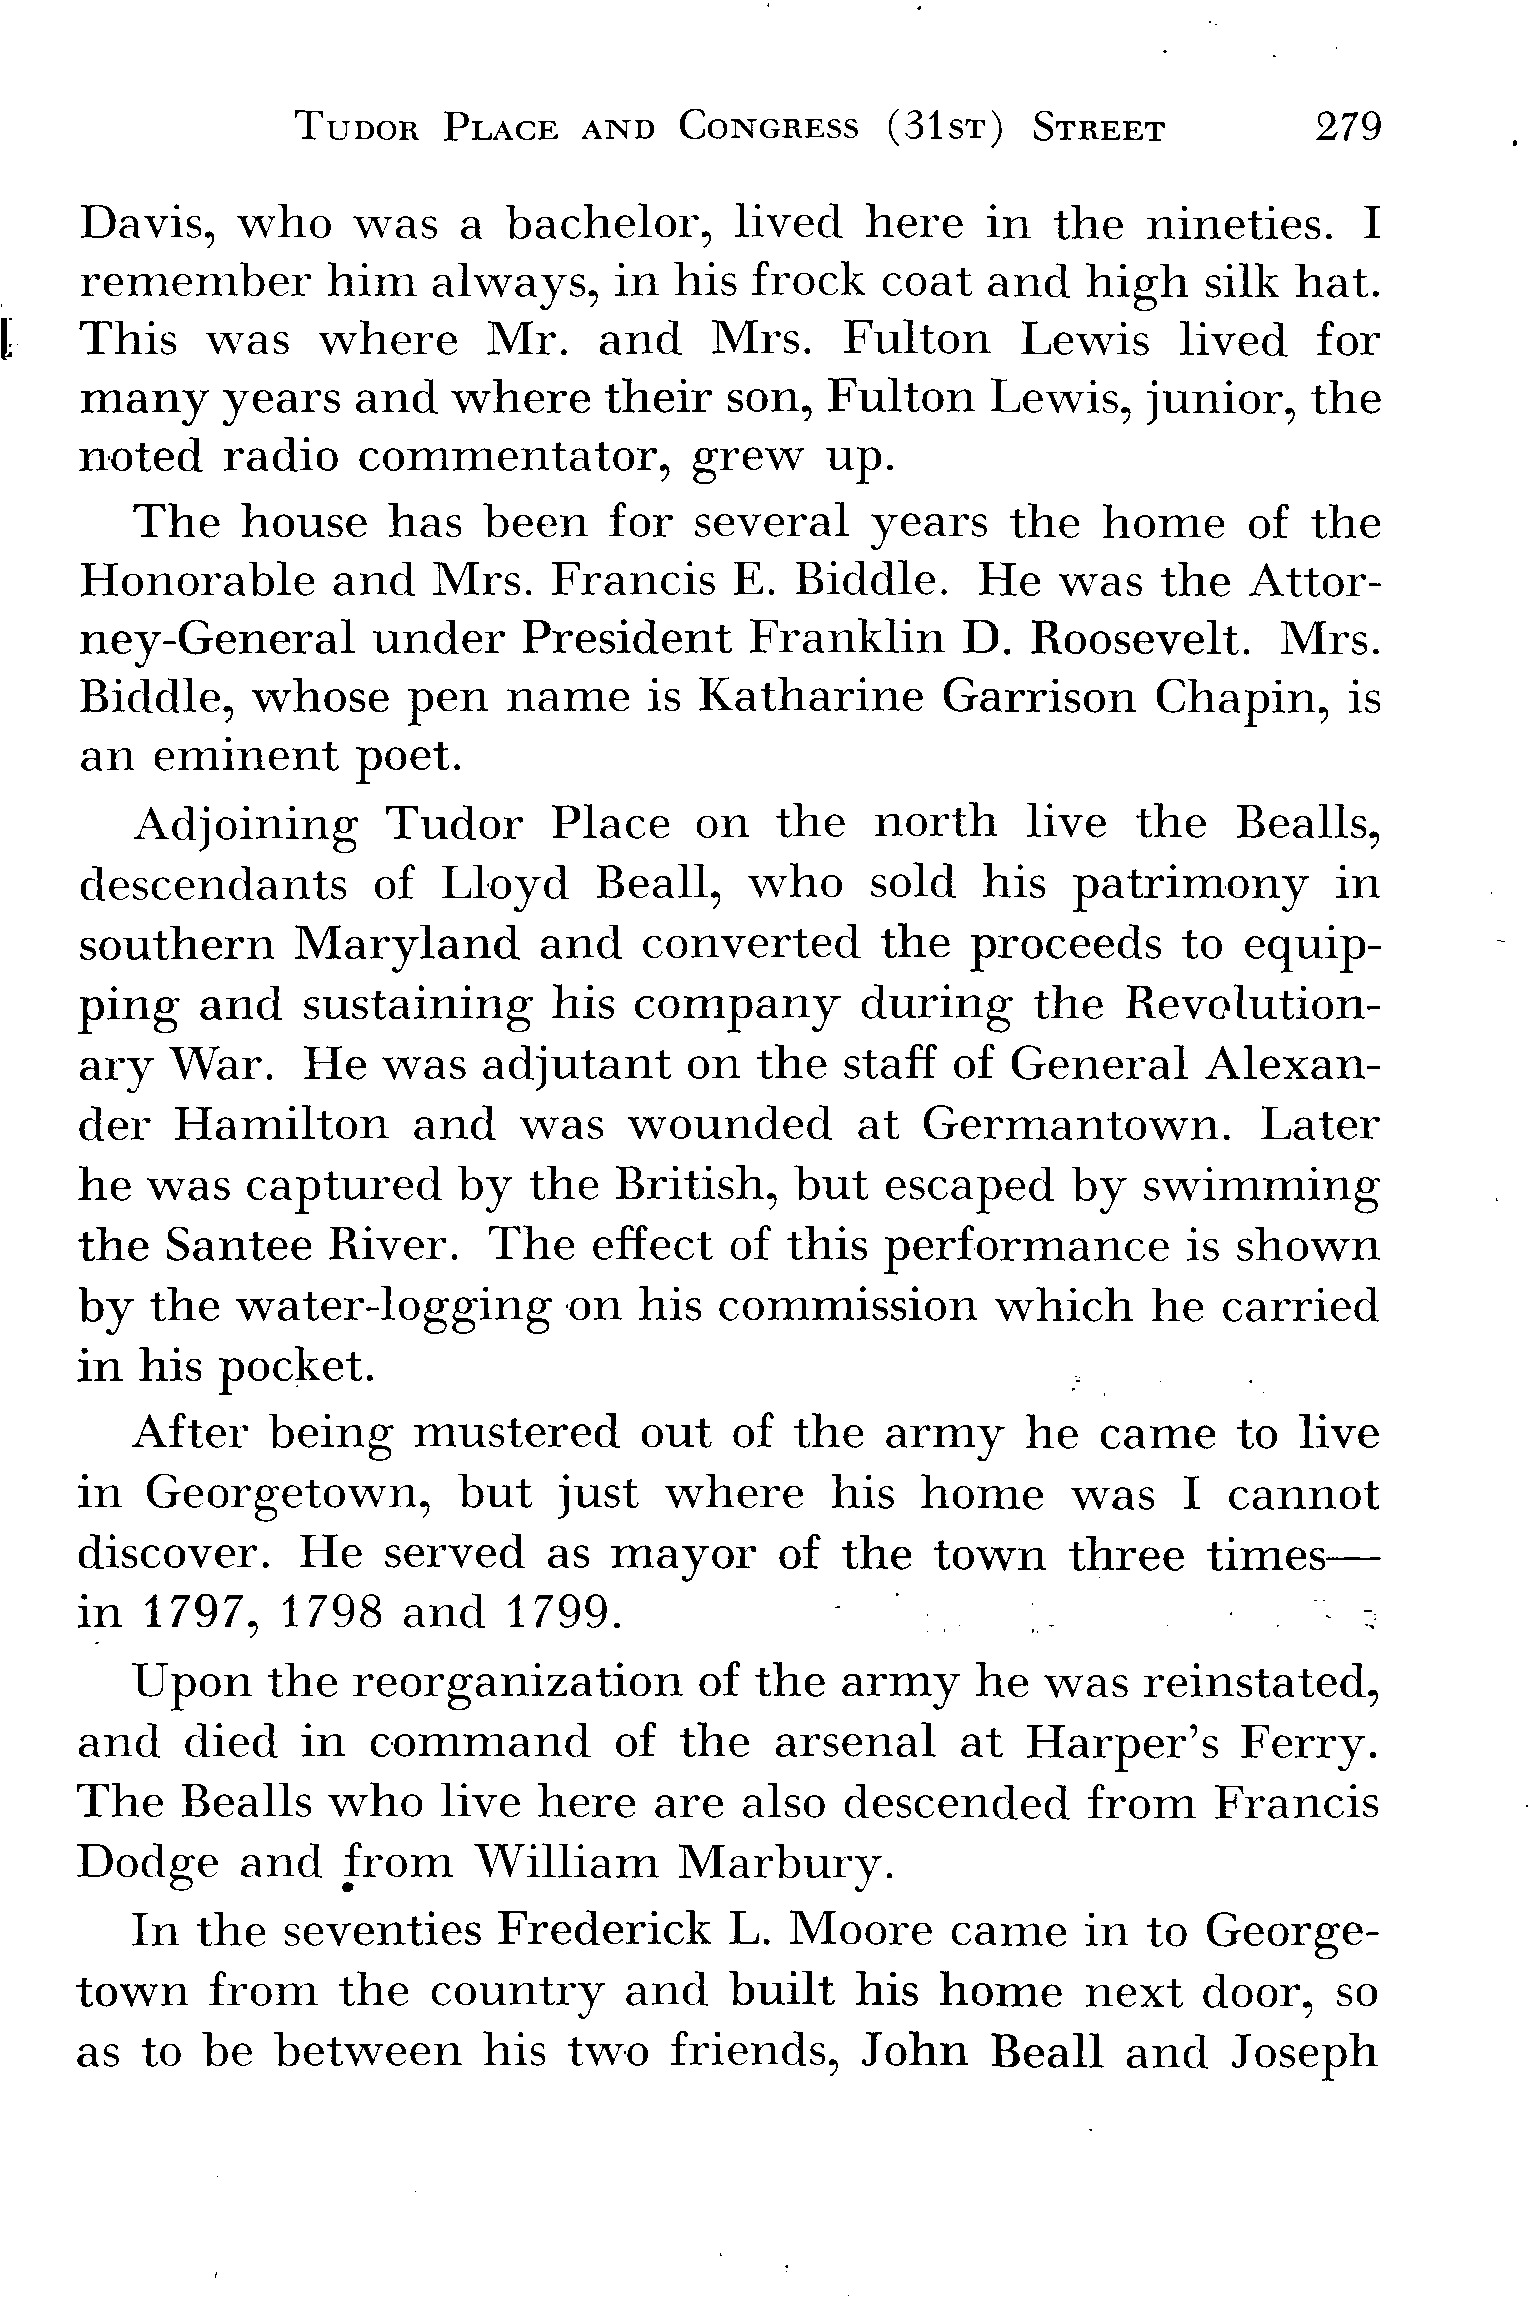 Tudor Place and Congress (31st) Street 279
Davis, who was a bachelor, lived here in the nineties. I
remember him always, in his frock coat and high silk hat.
This was where Mr. and Mrs. Fulton Lewis lived for
many years and where their son, Fulton Lewis, junior, the
noted radio commentator, grew up.
The house has been for several years the home of the
Honorable and Mrs. Francis E. Biddle. He was the Attor-
ney-General under President Franklin D. Roosevelt. Mrs.
Biddle, whose pen name is Katharine Garrison Chapin, is
an eminent poet.
Adjoining Tudor Place on the north live the Bealls,
descendants of Lloyd Beall, who sold his patrimony in
southern Maryland and converted the proceeds to equip-
ping and sustaining his company during the Revolution-
ary War. He was adjutant on the staff of General Alexan-
der Hamilton and was wounded at Germantown. Later
he was captured by the British, but escaped by swimming
the Santee River. The effect of this performance is shown
by the water-logging on his commission which he carried
in his pocket.
After being mustered out of the army he came to live
in Georgetown, but just where his home was I cannot
discover. He served as mayor of the town three times—
in 1797, 1798 and 1799.
Upon the reorganization of the army he was reinstated,
and died in command of the arsenal at Harper's Ferry.
The Bealls who live here are also descended from Francis
Dodge and from William Marbury.
In the seventies Frederick L. Moore came in to George-
town from the country and built his home next door, so
as to be between his two friends, John Beall and Joseph